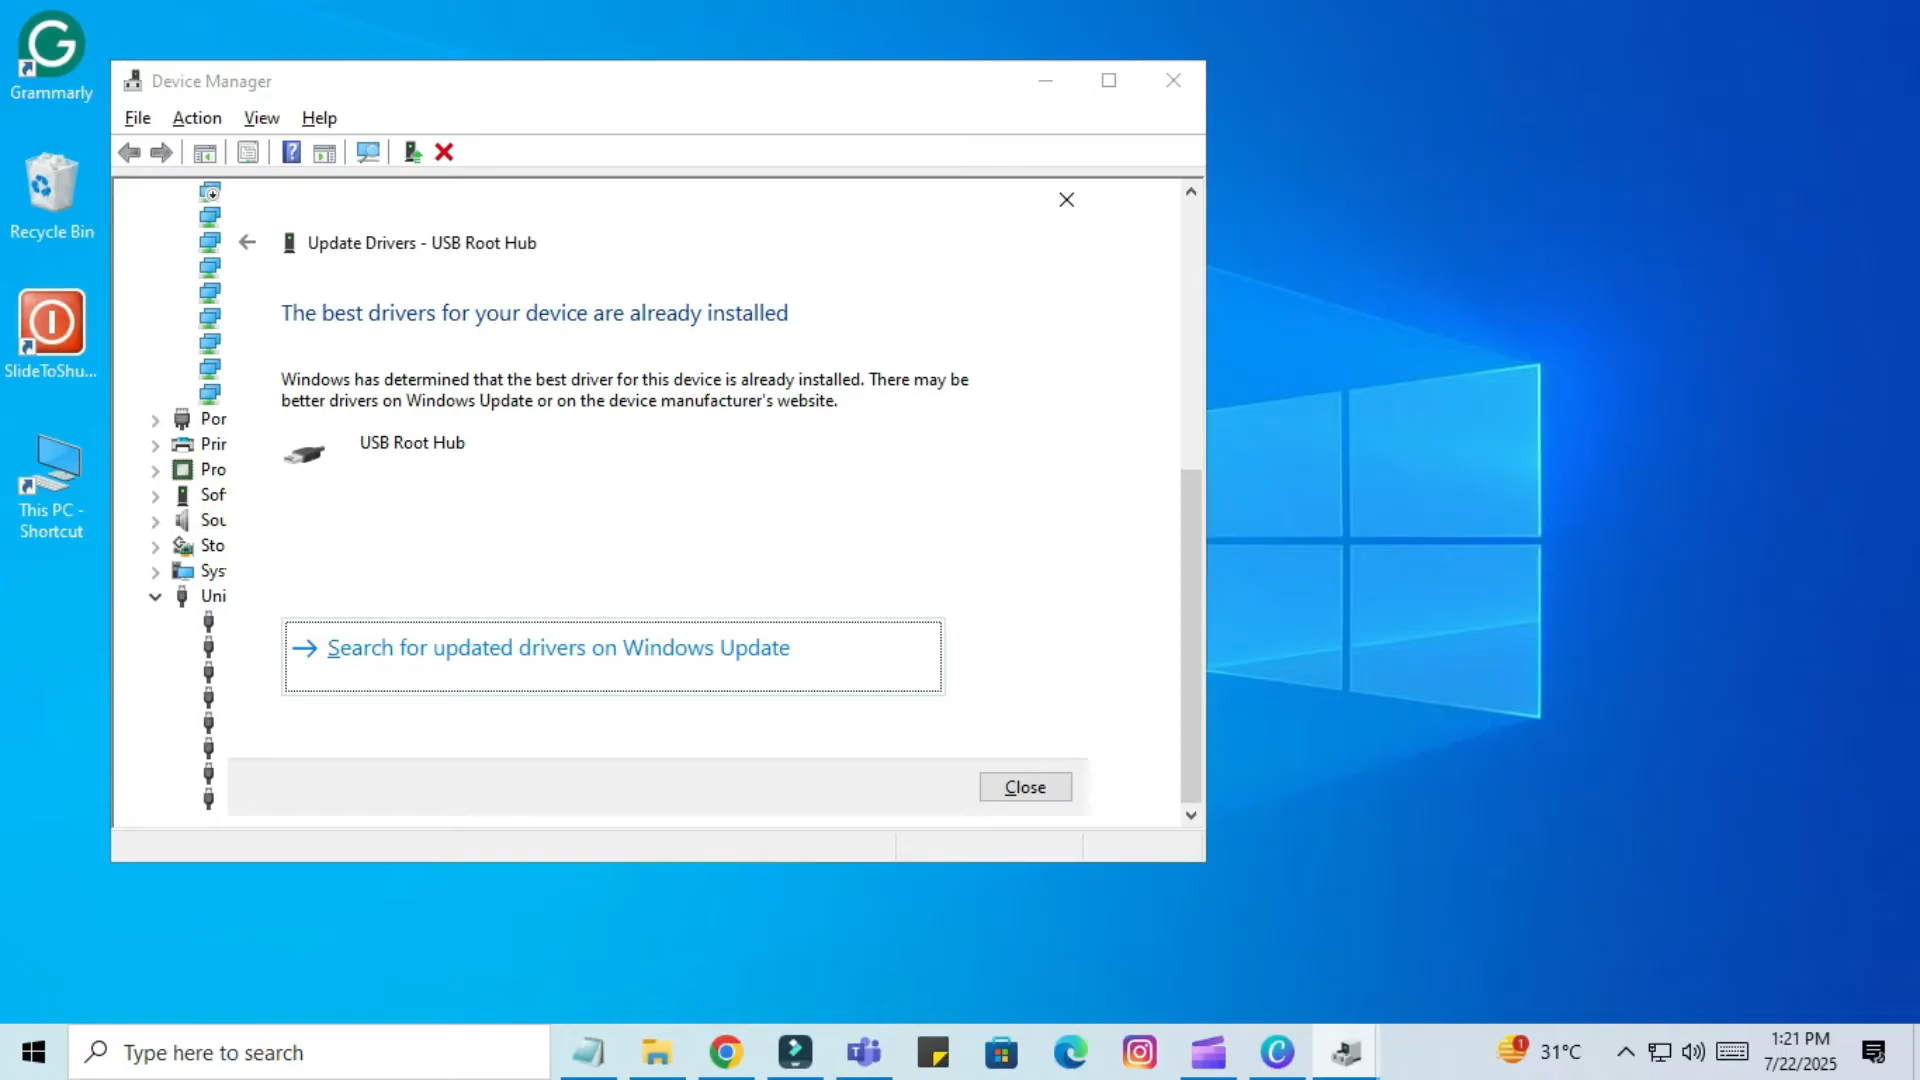 Grammarly
Recycle Bin
SlideToShu...
This PC -
Shortcut
Device Manager
File Action View Help
Update Drivers - USB Root Hub
The best drivers for your device are already installed
Windows has determined that the best driver for this device is already installed. There may be
better drivers on Windows Update or on the device manufacturer's website.
USB Root Hub
Por
Prin
Pro
Sof
Sou
Sto
Sys
Uni
Search for updated drivers on Windows Update
Close
Type here to search
1
31°C
1:21 PM
7/22/2025